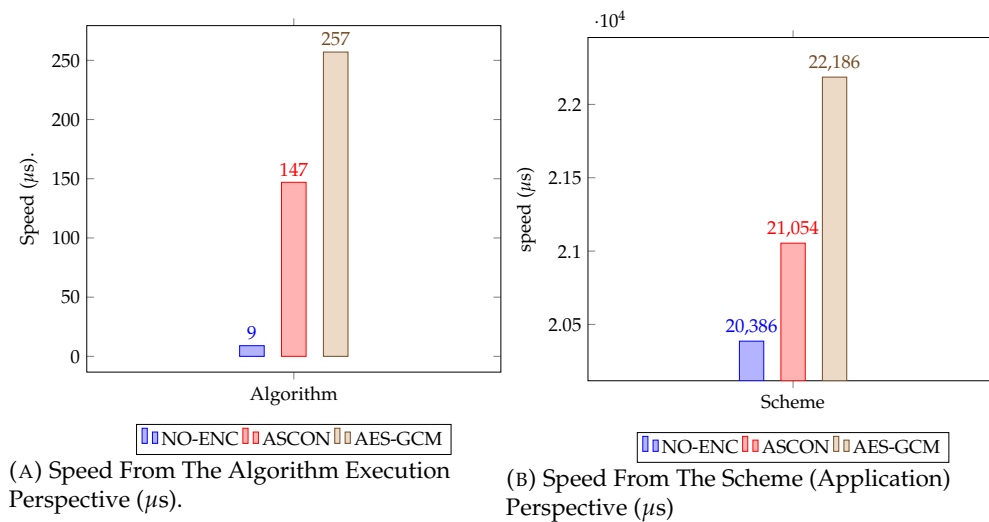 257
250
200
147
150
100
50
9
0
Speed (μs).
Algorithm
NO-ENC ASCON AES-GCM
(A) Speed From The Algorithm Execution
Perspective (μs).
·10⁴
22,186
2.2
2.15
21,054
2.1
20,386
2.05
speed (μs)
Scheme
NO-ENC ASCON AES-GCM
(B) Speed From The Scheme (Application)
Perspective (μs)